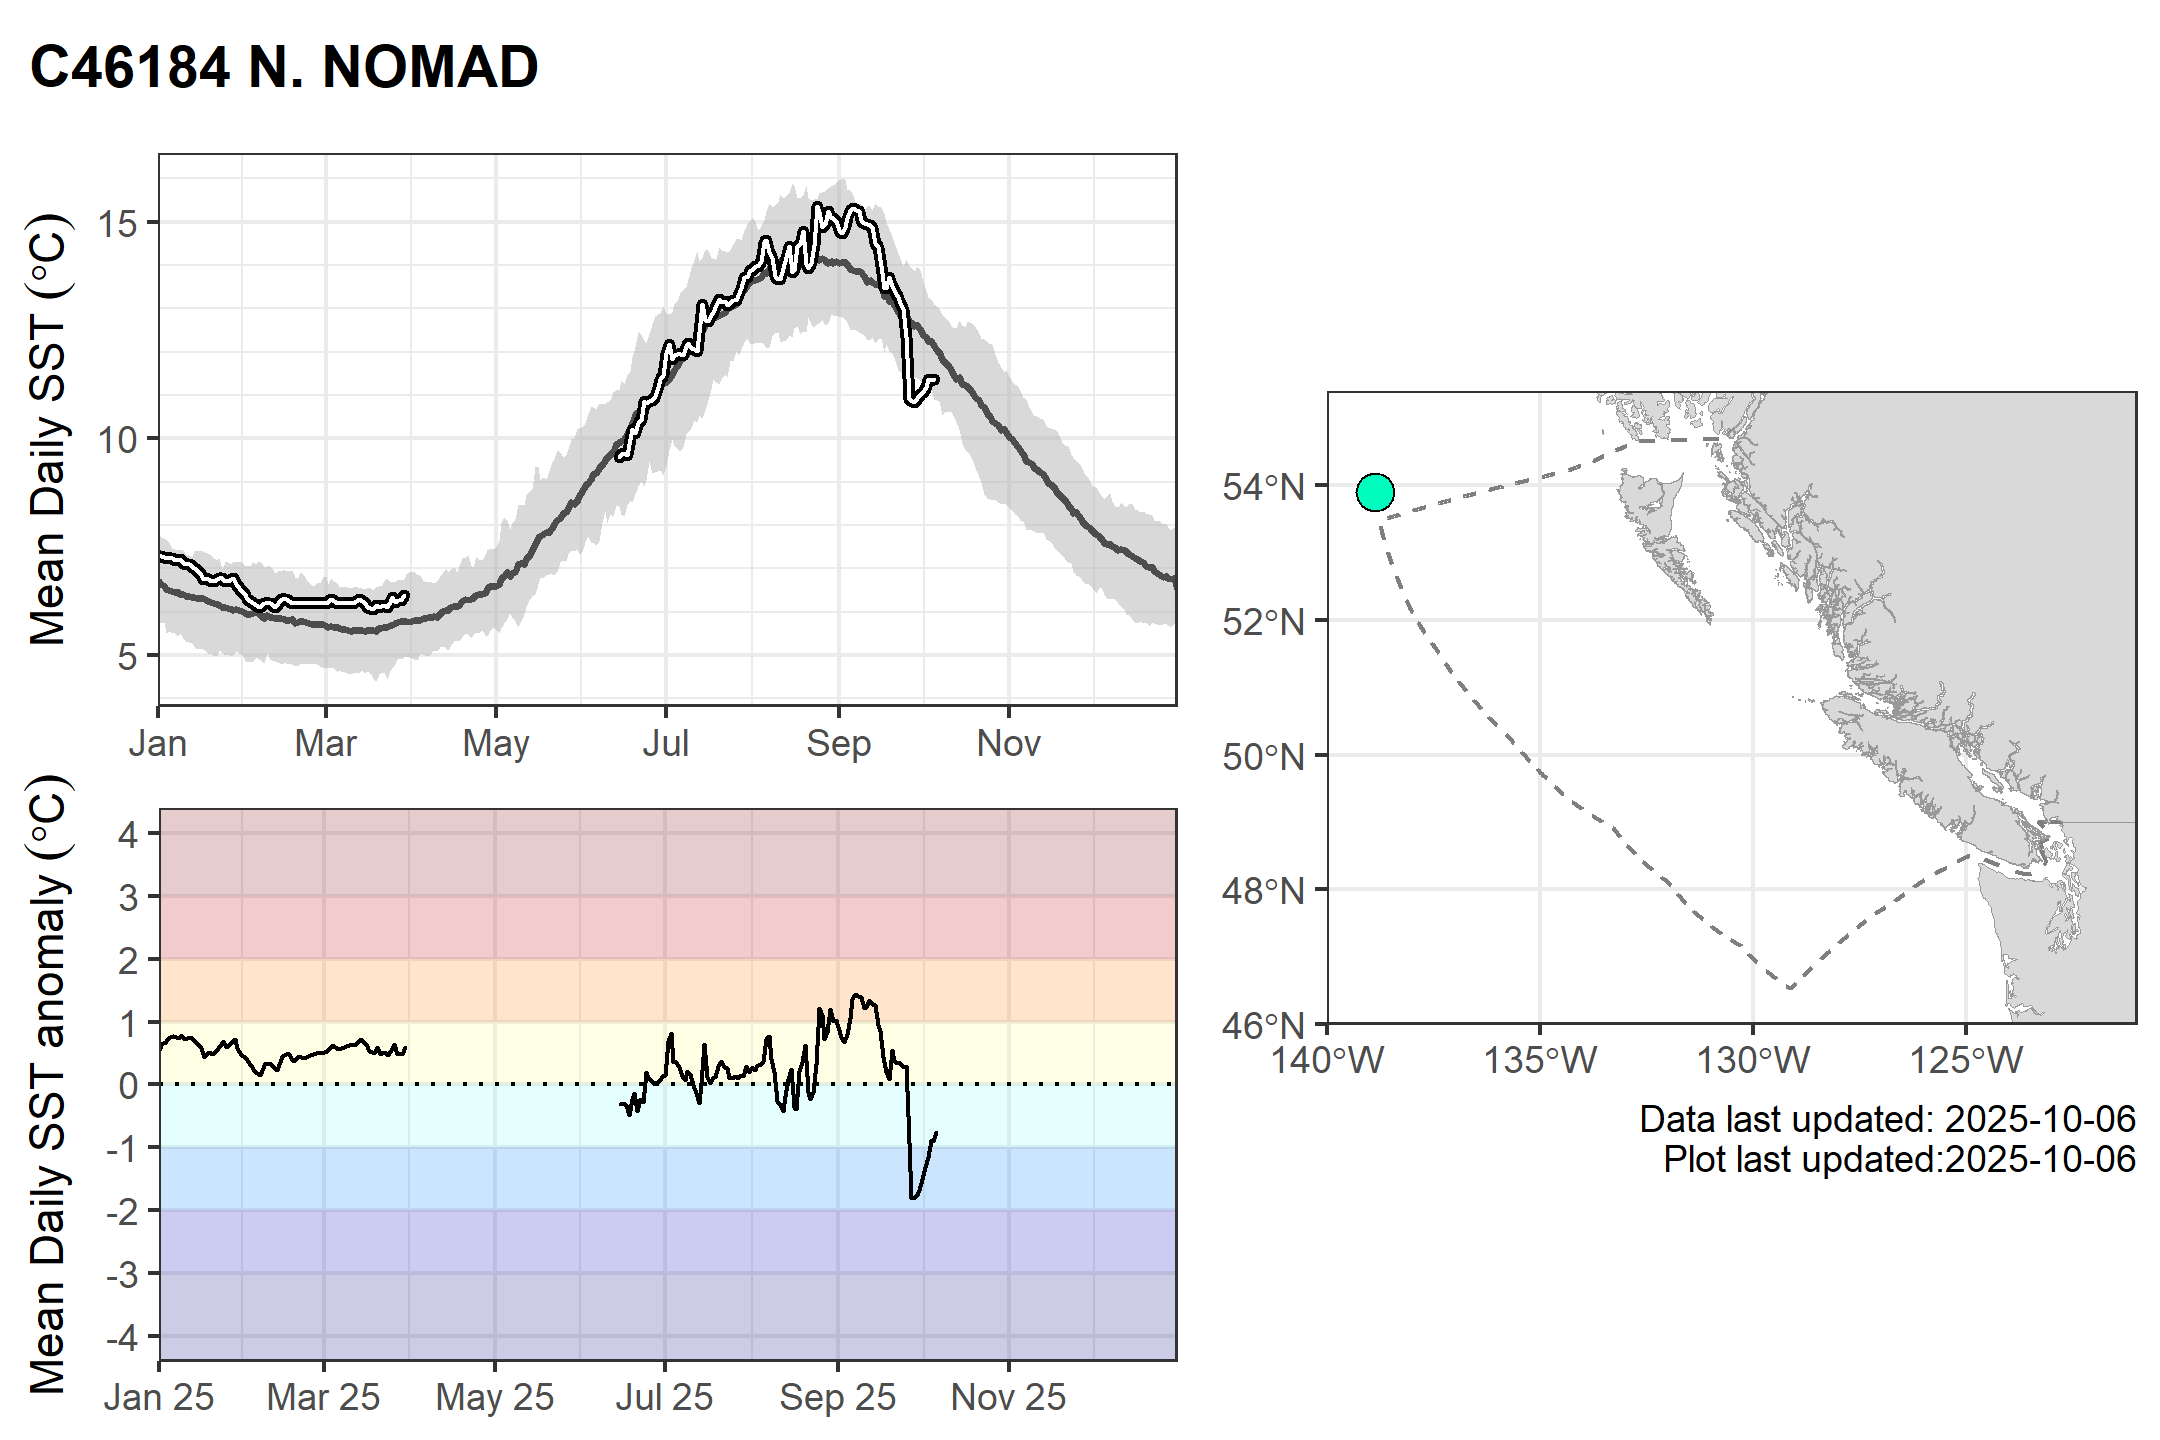 C46184 N. NOMAD
Mean Daily SST (°C)
15
10
5
Jan Mar May Jul Sep Nov
Mean Daily SST anomaly (°C)
4
3
2
1
0
-1
-2
-3
-4
Jan 25 Mar 25 May 25 Jul 25 Sep 25 Nov 25
54°N
52°N
50°N
48°N
46°N
140°W 135°W 130°W 125°W
Data last updated: 2025-10-06
Plot last updated:2025-10-06